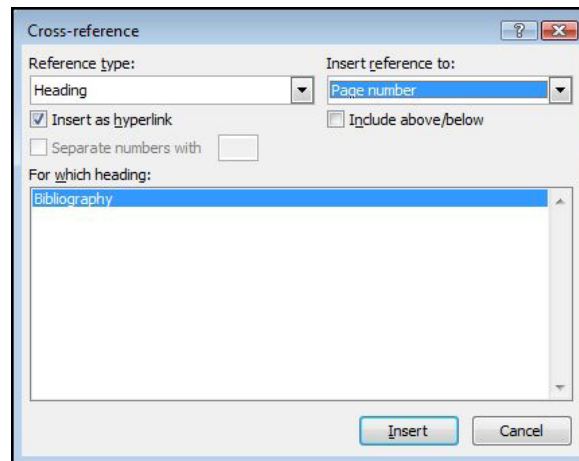 Cross-reference
Reference type: Insert reference to:
Heading Page number
Insert as hyperlink Include above/below
Separate numbers with
For which heading:
Bibliography
Insert Cancel